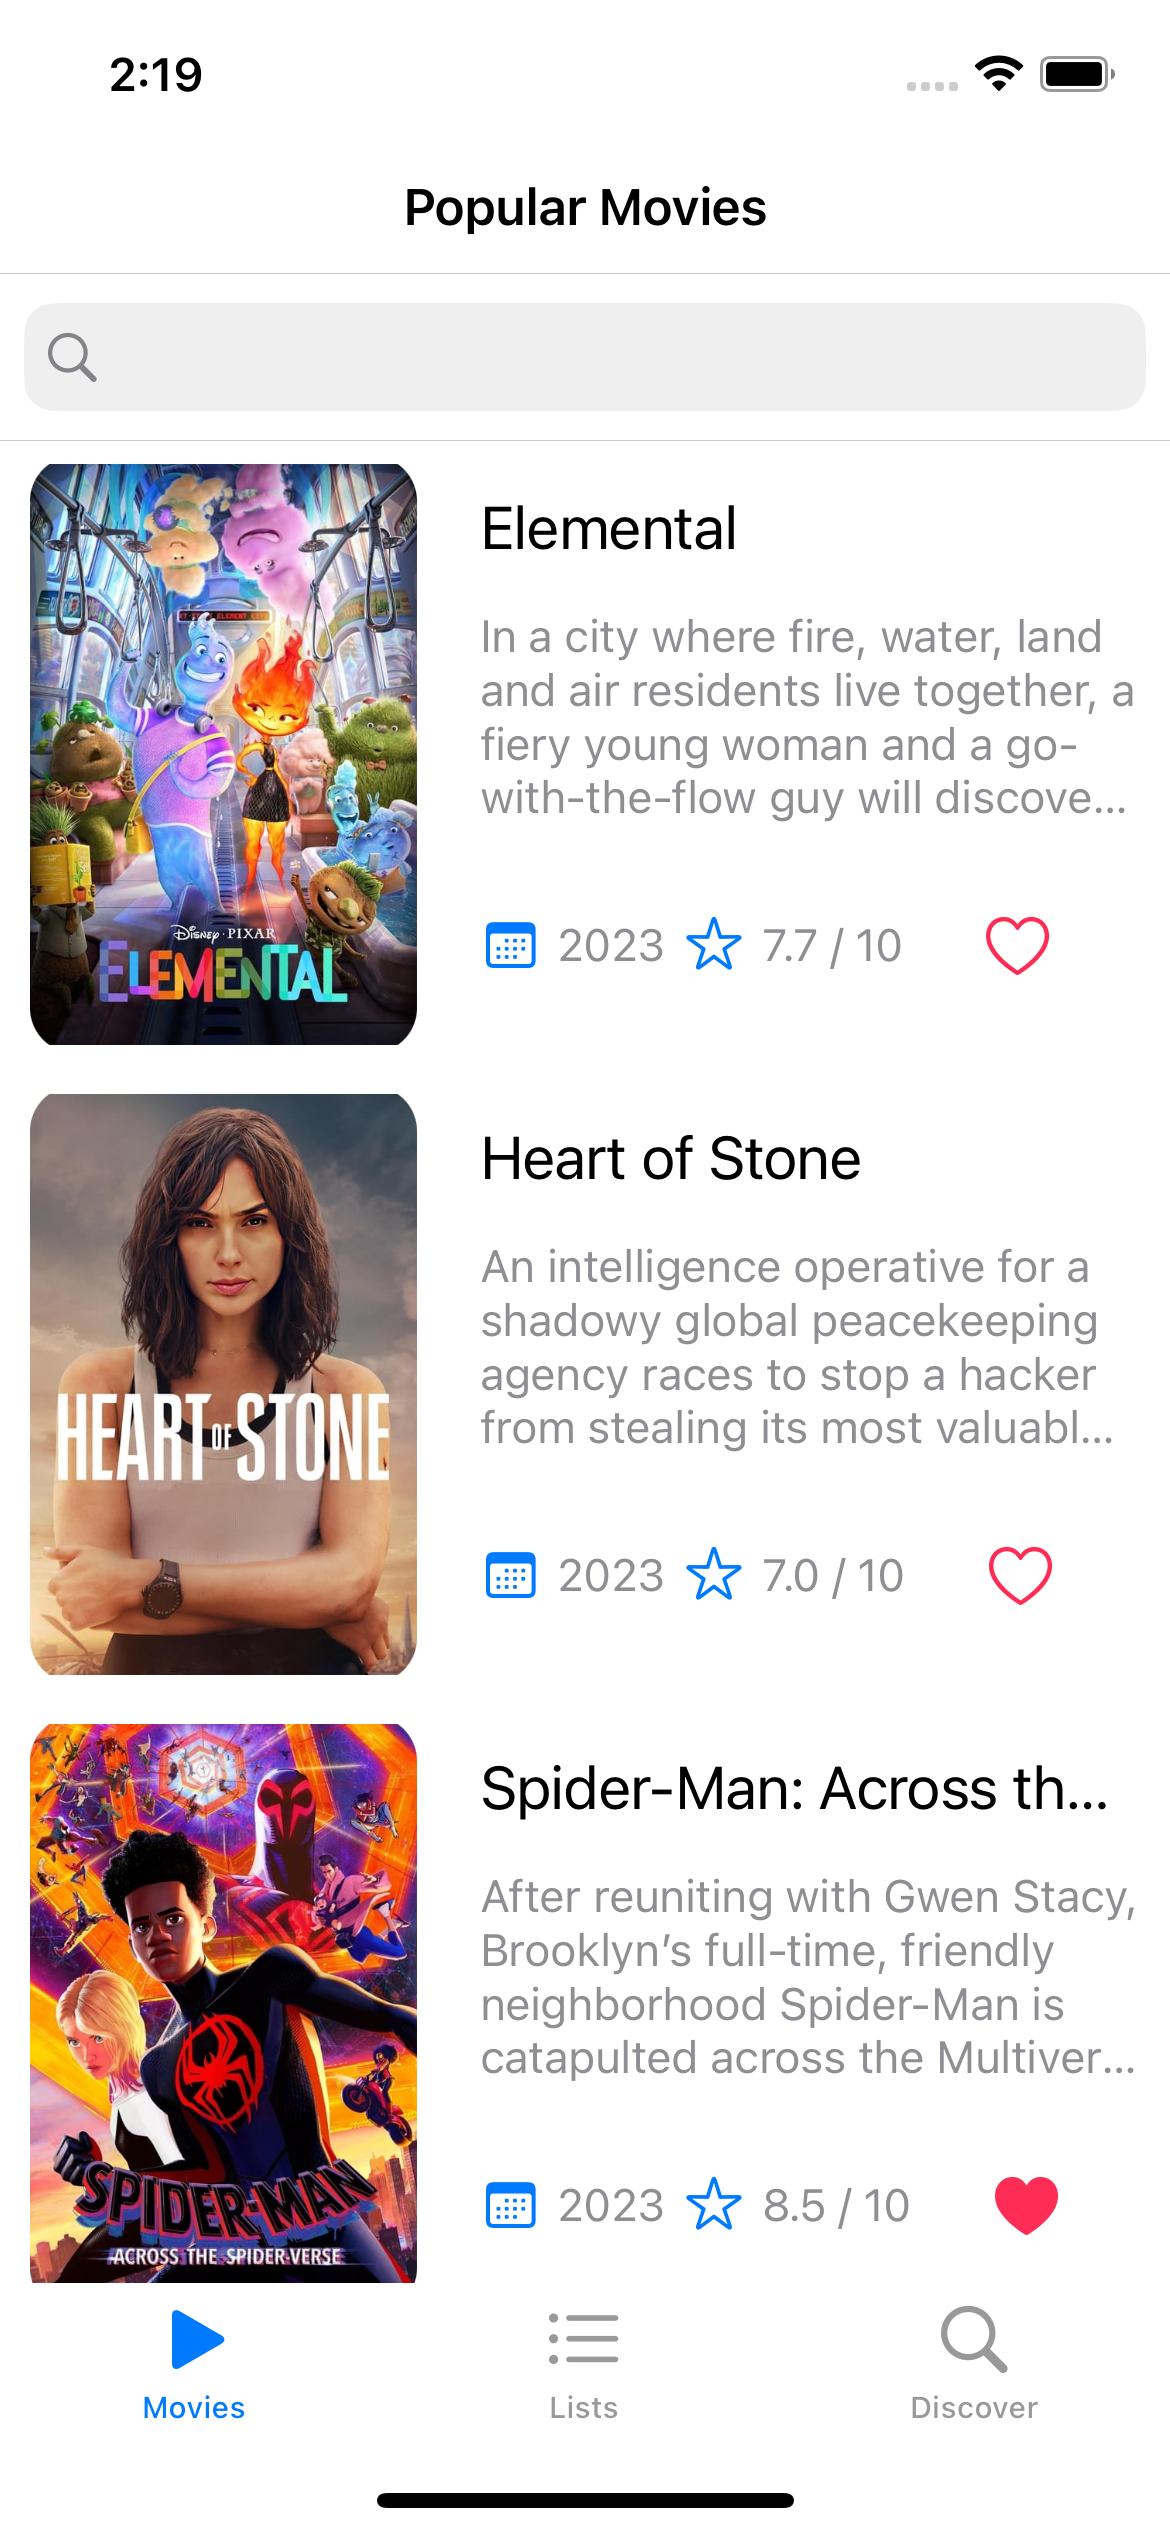 2:19
Popular Movies
Disney · PIXAR
ELEMENTAL
Elemental
In a city where fire, water, land
and air residents live together, a
fiery young woman and a go-
with-the-flow guy will discove...
2023 7.7 / 10
HEART OF STONE
Heart of Stone
An intelligence operative for a
shadowy global peacekeeping
agency races to stop a hacker
from stealing its most valuabl...
2023 7.0 / 10
SPIDER-MAN
ACROSS THE SPIDER-VERSE
Spider-Man: Across th...
After reuniting with Gwen Stacy,
Brooklyn’s full-time, friendly
neighborhood Spider-Man is
catapulted across the Multiver...
2023 8.5 / 10
Movies
Lists
Discover